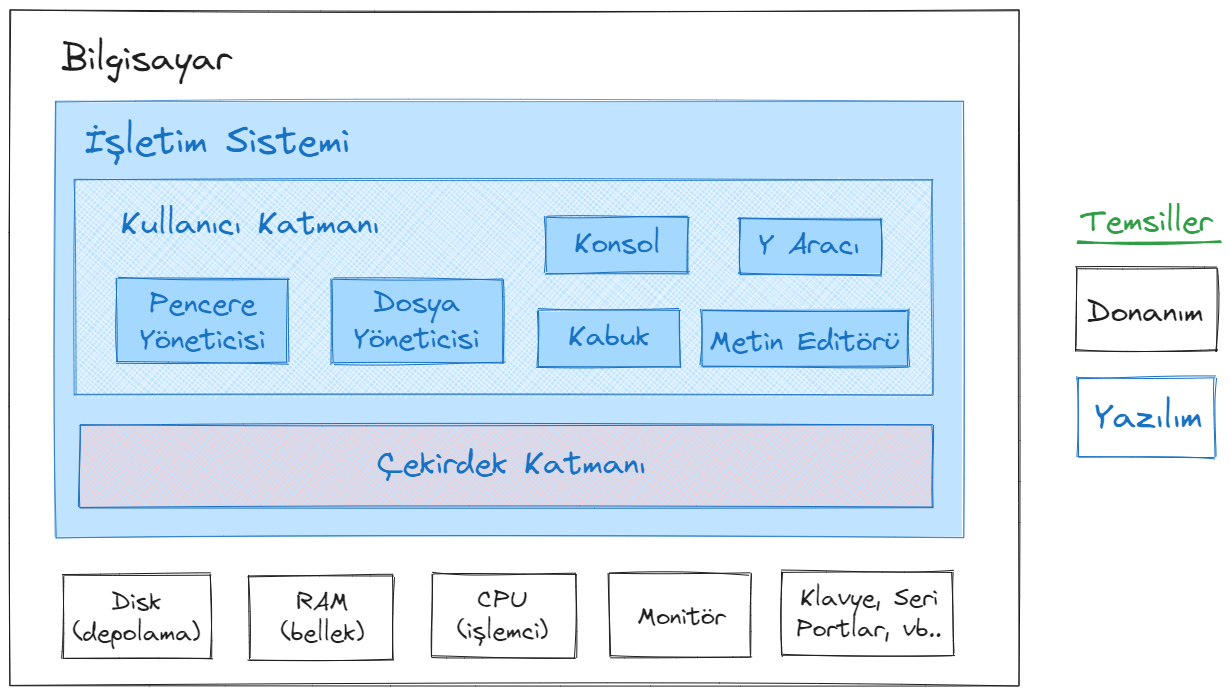 Bilgisayar
İşletim Sistemi
Kullanıcı Katmanı
Konsol
Y Aracı
Pencere
Yöneticisi
Dosya
Yöneticisi
Kabuk
Metin Editörü
Çekirdek Katmanı
Disk
(depolama)
RAM
(bellek)
CPU
(işlemci)
Monitör
Klavye, Seri
Portlar, vb..
Temsiller
Donanım
Yazılım